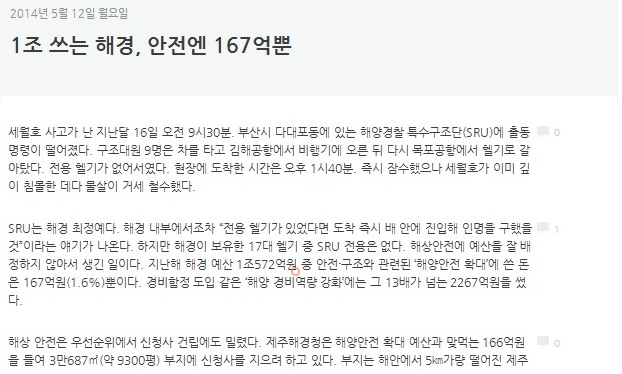 2014년 5월 12일 월요일
1조 쓰는 해경, 안전엔 167억뿐
세월호 사고가 난 지난달 16일 오전 9시30분. 부산시 다대포동에 있는 해양경찰 특수구조단(SRU)에 출동 0
명령이 떨어졌다. 구조대원 9명은 차를 타고 김해공항에서 비행기에 오른 뒤 다시 목포공항에서 헬기로 갈
아탔다. 전용 헬기가 없어서였다. 현장에 도착한 시간은 오후 1시40분. 즉시 잠수했으나 세월호가 이미 깊
이 침몰한 데다 물살이 거세 철수했다.
SRU는 해경 최정예다. 해경 내부에서조차 “전용 헬기가 있었다면 도착 즉시 배 안에 진입해 인명을 구했을 1
것”이라는 얘기가 나온다. 하지만 해경이 보유한 17대 헬기 중 SRU 전용은 없다. 해상안전에 예산을 잘 배
정하지 않아서 생긴 일이다. 지난해 해경 예산 1조572억원 중 안전·구조와 관련된 ‘해양안전 확대’에 쓴 돈
은 167억원(1.6%)뿐이다. 경비함정 도입 같은 ‘해양 경비역량 강화’에는 그 13배가 넘는 2267억원을 썼
다.
해상 안전은 우선순위에서 신청사 건립에도 밀렸다. 제주해경청은 해양안전 확대 예산과 맞먹는 166억원 0
을 들여 3만687㎡(약 9300평) 부지에 신청사를 지으려 하고 있다. 부지는 해안에서 5㎞가량 떨어진 제주